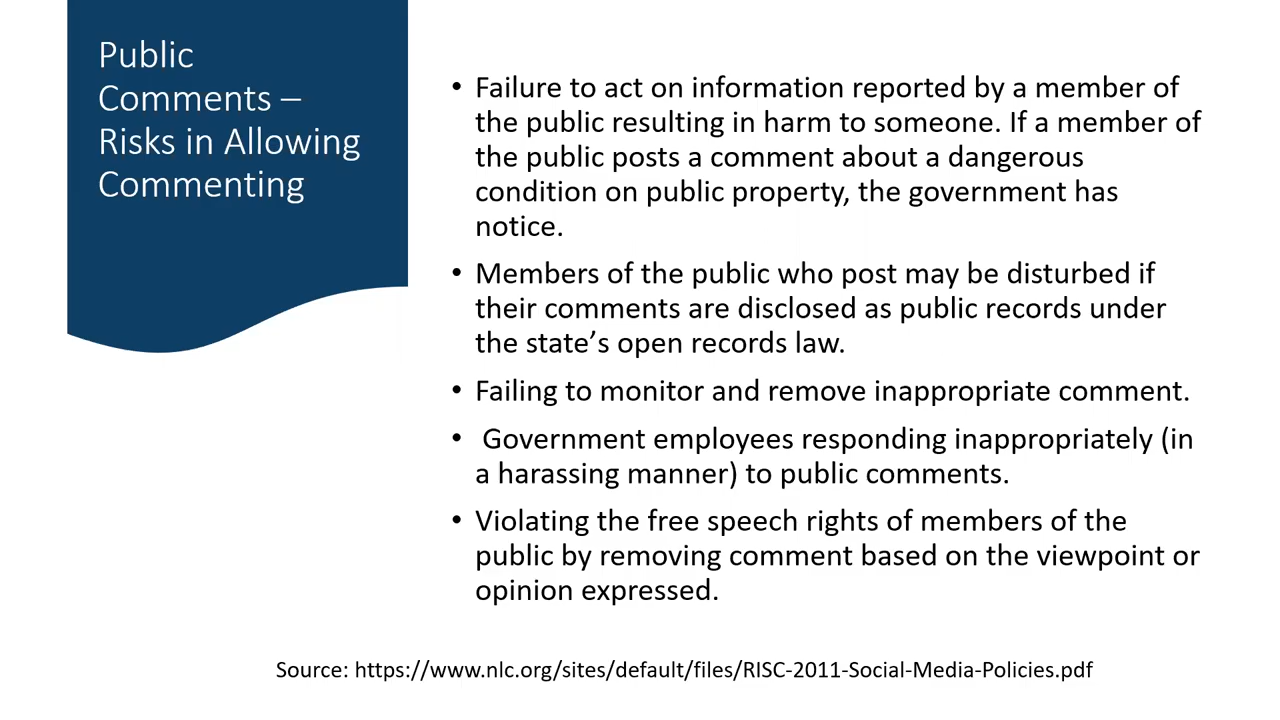 Public
Comments –
Risks in Allowing
Commenting
• Failure to act on information reported by a member of
the public resulting in harm to someone. If a member of
the public posts a comment about a dangerous
condition on public property, the government has
notice.
• Members of the public who post may be disturbed if
their comments are disclosed as public records under
the state’s open records law.
• Failing to monitor and remove inappropriate comment.
• Government employees responding inappropriately (in
a harassing manner) to public comments.
• Violating the free speech rights of members of the
public by removing comment based on the viewpoint or
opinion expressed.
Source: https://www.nlc.org/sites/default/files/RISC-2011-Social-Media-Policies.pdf